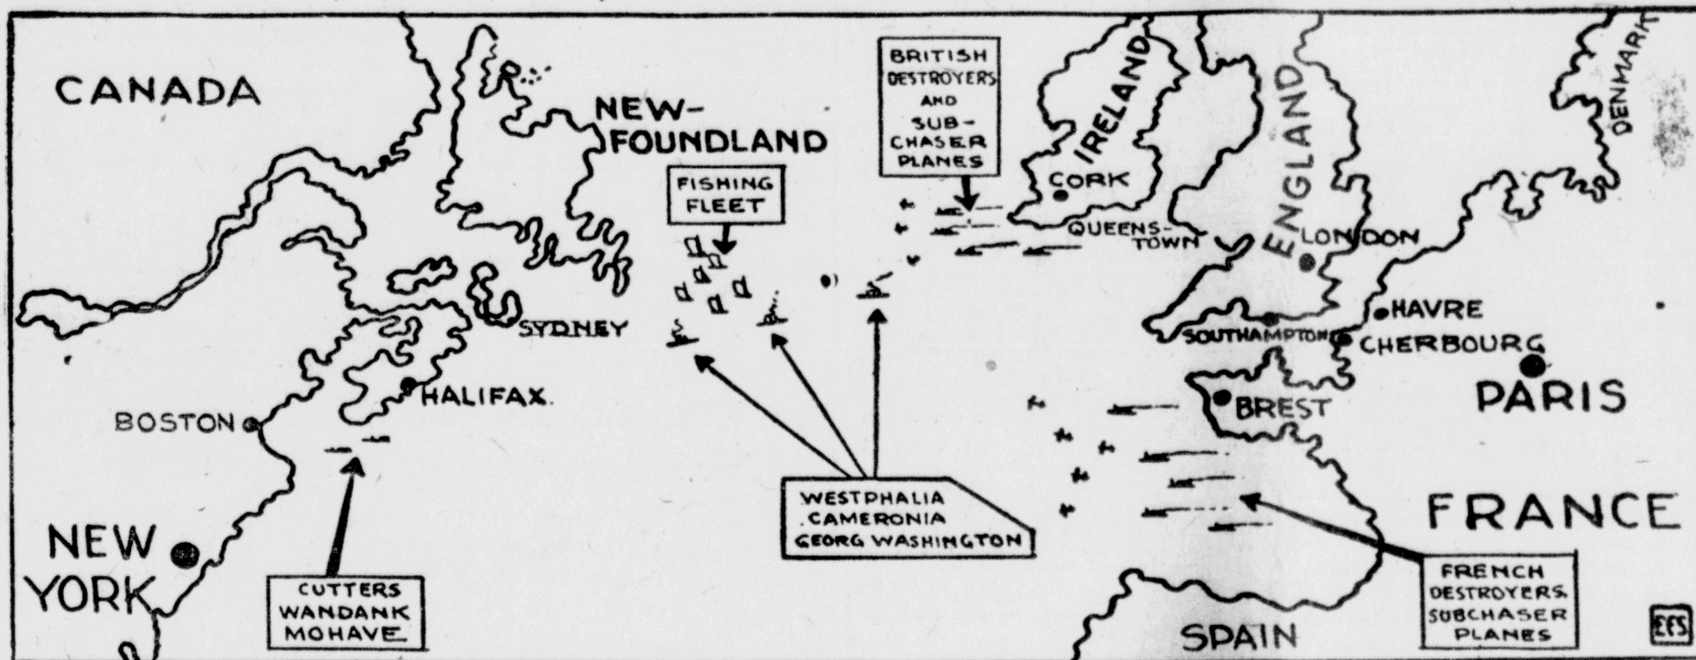 CANADA
NEW-
FOUNDLAND
FISHING
FLEET
BRITISH
DESTROYERS
AND
SUB-
CHASER
PLANES
IRELAND
CORK
QUEENS-
TOWN
ENGLAND
LONDON
DENMARK
HAVRE
SOUTHAMPTON
CHERBOURG
PARIS
BREST
SYDNEY
HALIFAX.
BOSTON
NEW
YORK
CUTTERS
WANDANK
MOHAVE
WESTPHALIA
CAMERONIA
GEORG WASHINGTON
FRANCE
FRENCH
DESTROYERS.
SUBCHASER
PLANES
SPAIN
EFS